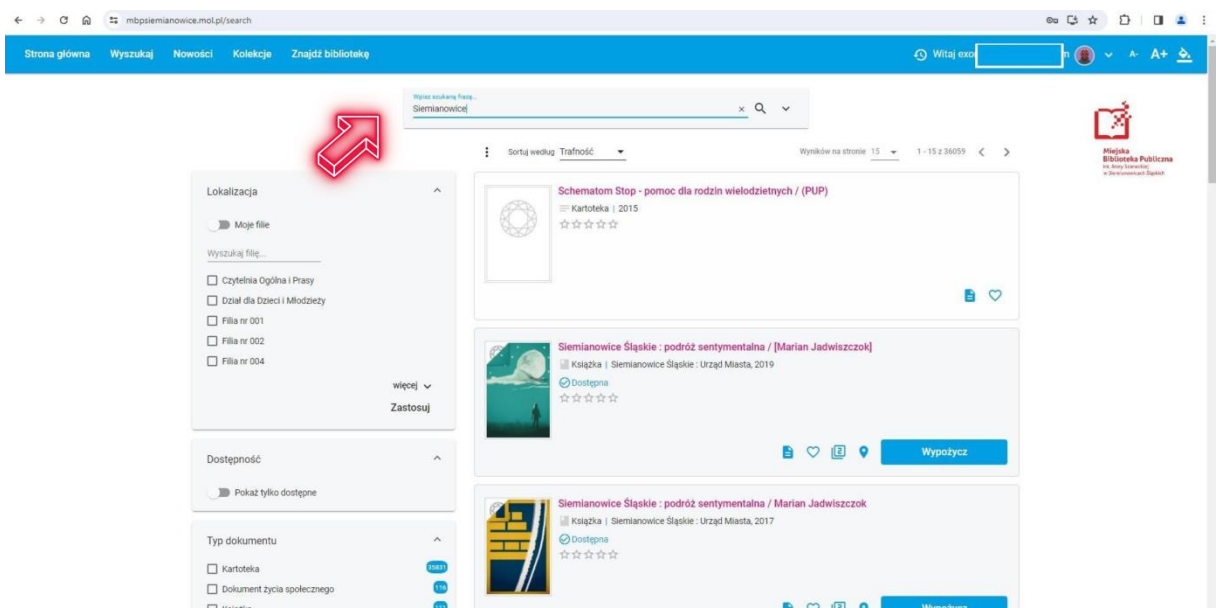 mbpsiemianowice.mol.pl/search
Strona główna Wyszukaj Nowości Kolekcje Znajdź bibliotekę Witaj exo n A- A+
Wpisz szukaną frazę...
Siemianowice
Sortuj według Trafność Wyników na stronie 15 1 - 15 z 36059
Miejska
Biblioteka Publiczna
w Siemianowicach Śląskich
Lokalizacja
Moje filie
Wyszukaj filię...
Czytelnia Ogólna i Prasy
Dział dla Dzieci i Młodzieży
Filia nr 001
Filia nr 002
Filia nr 004
więcej
Zastosuj
Dostępność
Pokaż tylko dostępne
Typ dokumentu
Kartoteka 35831
Dokument życia społecznego 116
Schematom Stop - pomoc dla rodzin wielodzietnych / (PUP)
Kartoteka | 2015
Siemianowice Śląskie : podróż sentymentalna / [Marian Jadwiszczok]
Książka | Siemianowice Śląskie : Urząd Miasta, 2019
Dostępna
Wypożycz
Siemianowice Śląskie : podróż sentymentalna / Marian Jadwiszczok
Książka | Siemianowice Śląskie : Urząd Miasta, 2017
Dostępna
Wypożycz